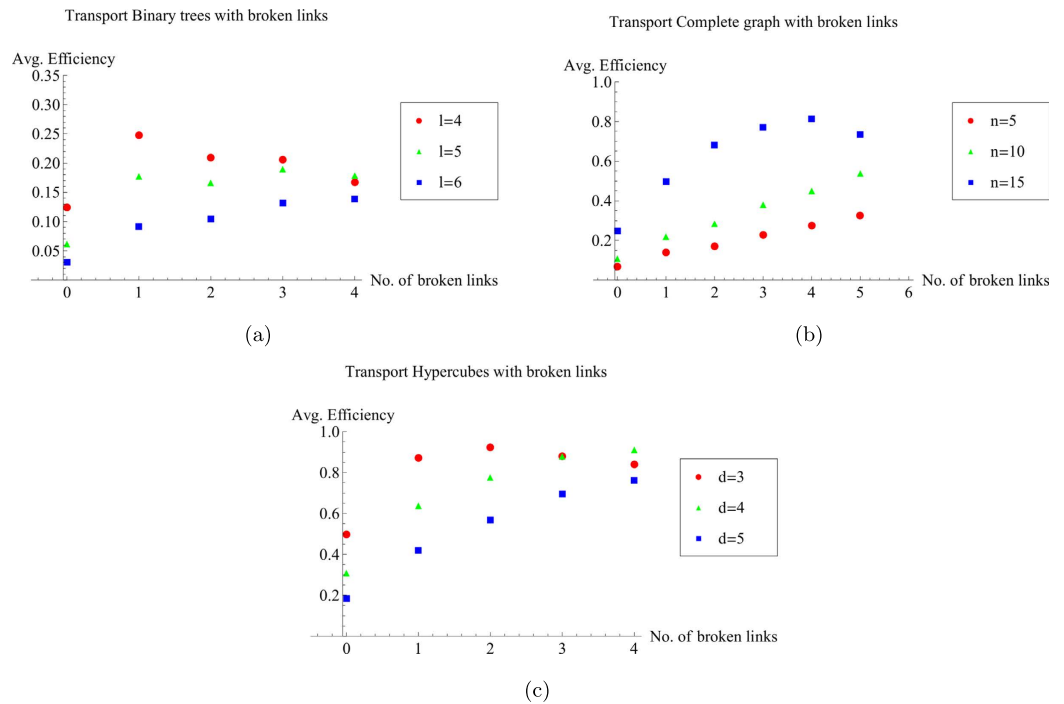 Transport Binary trees with broken links
Avg. Efficiency
0.35
0.30
0.25
0.20
0.15
0.10
0.05
0 1 2 3 4
No. of broken links
l=4
l=5
l=6
(a)
Transport Complete graph with broken links
Avg. Efficiency
1.0
0.8
0.6
0.4
0.2
0 1 2 3 4 5 6
No. of broken links
n=5
n=10
n=15
(b)
Transport Hypercubes with broken links
Avg. Efficiency
1.0
0.8
0.6
0.4
0.2
0 1 2 3 4
No. of broken links
d=3
d=4
d=5
(c)